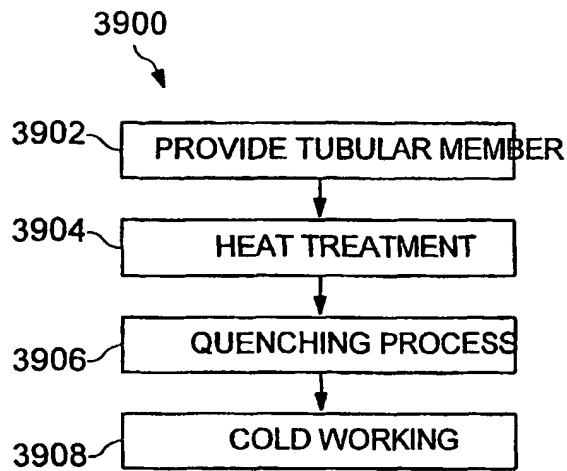 3900
3902 PROVIDE TUBULAR MEMBER
3904 HEAT TREATMENT
3906 QUENCHING PROCESS
3908 COLD WORKING